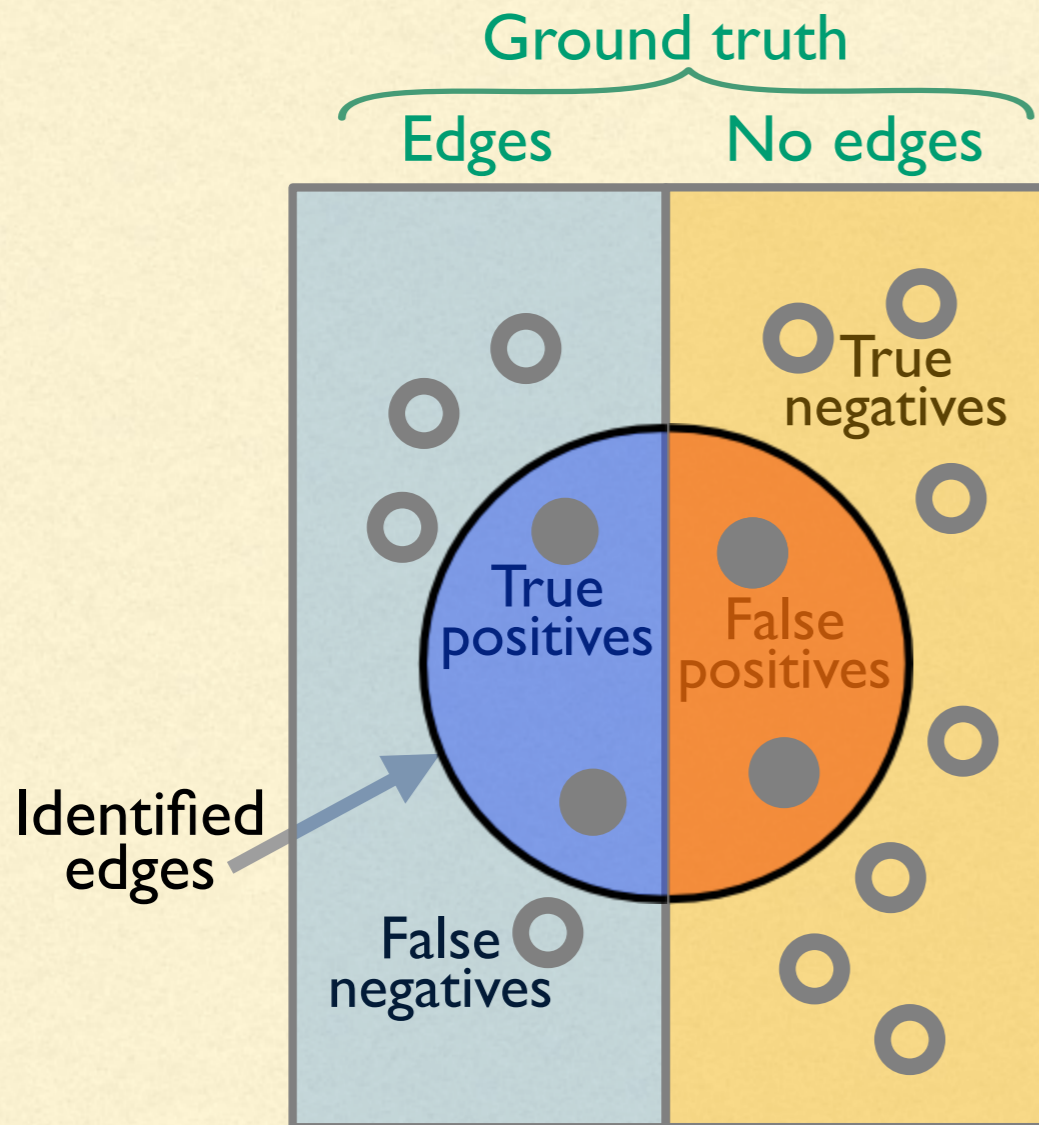 Ground truth
Edges
No edges
True
negatives
True
positives
False
positives
Identified
edges
False
negatives